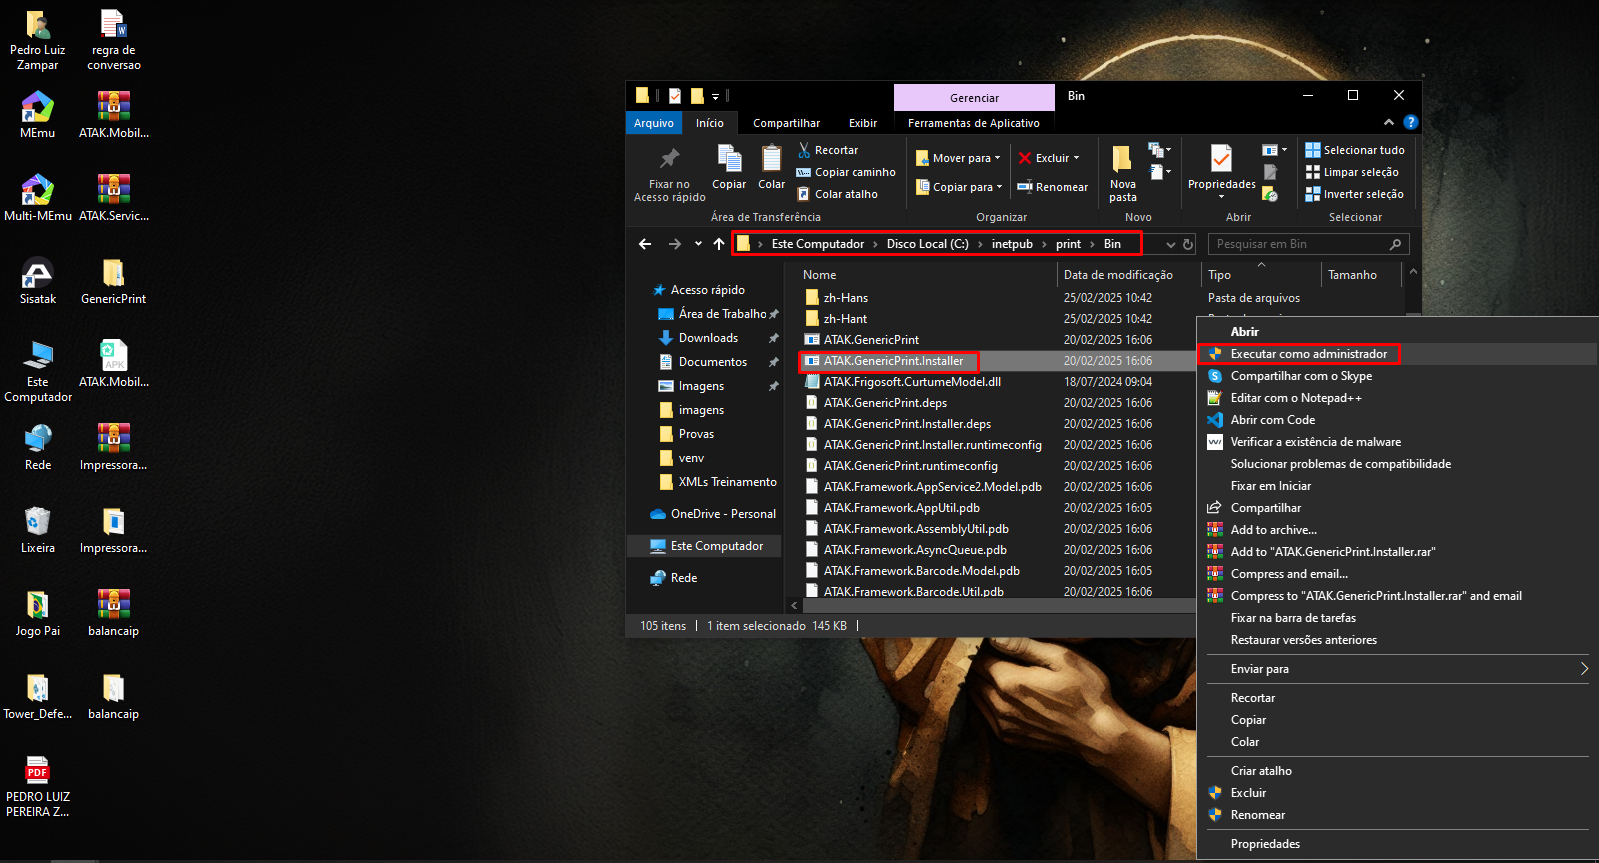 Pedro Luiz
Zampar
regra de
conversao
MEmu
ATAK.Mobil...
Multi-MEmu
ATAK.Servic...
Sisatak
GenericPrint
Este
Computador
APK
ATAK.Mobil...
Rede
Impressora...
Lixeira
Impressora...
Jogo Pai
balancaip
Tower_Defe...
balancaip
PDF
PEDRO LUIZ
PEREIRA Z...
Gerenciar
Bin
Arquivo
Início
Compartilhar
Exibir
Ferramentas de Aplicativo
Fixar no
Acesso rápido
Copiar
Colar
Recortar
Copiar caminho
Colar atalho
Área de Transferência
Mover para
Copiar para
Excluir
Renomear
Organizar
Nova
pasta
Novo
Propriedades
Abrir
Selecionar tudo
Limpar seleção
Inverter seleção
Selecionar
Este Computador > Disco Local (C:) > inetpub > print > Bin
Pesquisar em Bin
Acesso rápido
Área de Trabalho
Downloads
Documentos
Imagens
imagens
Provas
venv
XMLs Treinamento
OneDrive - Personal
Este Computador
Rede
Nome
Data de modificação
Tipo
Tamanho
zh-Hans 25/02/2025 10:42 Pasta de arquivos
zh-Hant 25/02/2025 10:42
ATAK.GenericPrint 20/02/2025 16:06
ATAK.GenericPrint.Installer 20/02/2025 16:06
ATAK.Frigosoft.CurtumeModel.dll 18/07/2024 09:04
ATAK.GenericPrint.deps 20/02/2025 16:06
ATAK.GenericPrint.Installer.deps 20/02/2025 16:06
ATAK.GenericPrint.Installer.runtimeconfig 20/02/2025 16:06
ATAK.GenericPrint.runtimeconfig 20/02/2025 16:06
ATAK.Framework.AppService2.Model.pdb 20/02/2025 16:06
ATAK.Framework.AppUtil.pdb 20/02/2025 16:05
ATAK.Framework.AssemblyUtil.pdb 20/02/2025 16:06
ATAK.Framework.AsyncQueue.pdb 20/02/2025 16:06
ATAK.Framework.Barcode.Model.pdb 20/02/2025 16:05
ATAK.Framework.Barcode.Util.pdb 20/02/2025 16:06
105 itens
1 item selecionado 145 KB
Abrir
Executar como administrador
Compartilhar com o Skype
Editar com o Notepad++
Abrir com Code
Verificar a existência de malware
Solucionar problemas de compatibilidade
Fixar em Iniciar
Compartilhar
Add to archive...
Add to "ATAK.GenericPrint.Installer.rar"
Compress and email...
Compress to "ATAK.GenericPrint.Installer.rar" and email
Fixar na barra de tarefas
Restaurar versões anteriores
Enviar para
Recortar
Copiar
Colar
Criar atalho
Excluir
Renomear
Propriedades